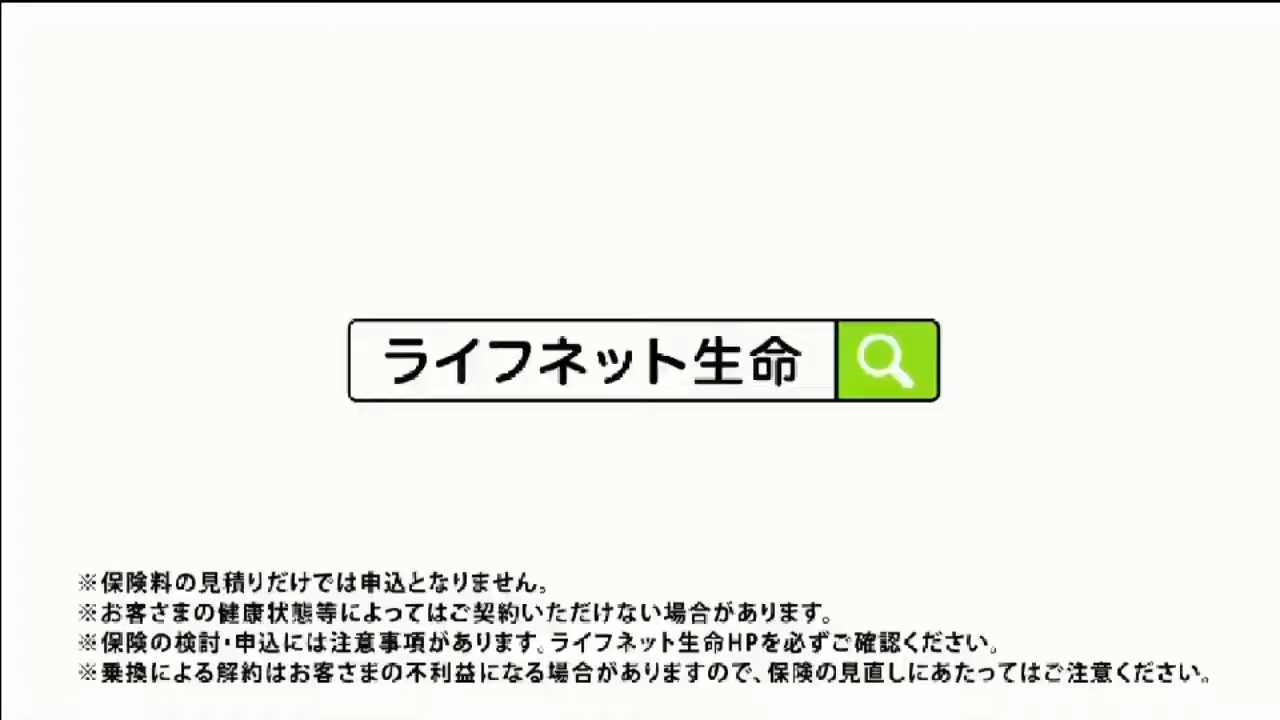 ライフネット生命
※保険料の見積りだけでは申込となりません。
※お客さまの健康状態等によってはご契約いただけない場合があります。
※保険の検討・申込には注意事項があります。ライフネット生命HPを必ずご確認ください。
※乗換による解約はお客さまの不利益になる場合がありますので、保険の見直しにあたってはご注意ください。